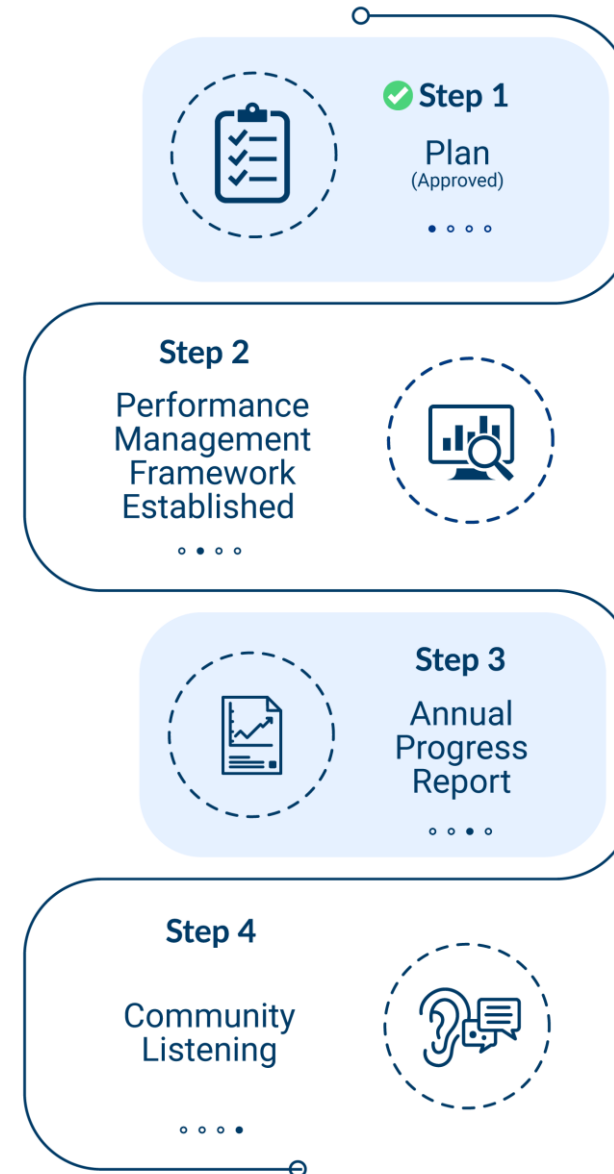 Step 1
Plan
(Approved)
Step 2
Performance
Management
Framework
Established
Step 3
Annual
Progress
Report
Step 4
Community
Listening